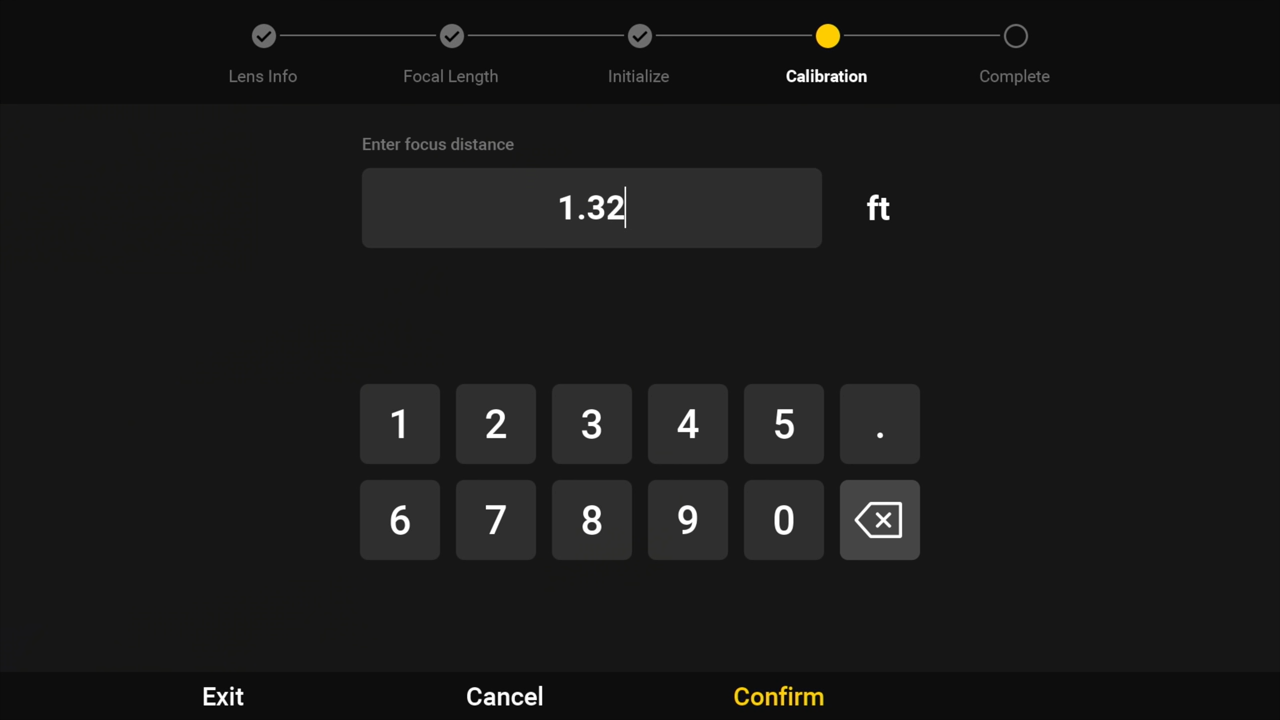 Lens Info Focal Length Initialize Calibration Complete
Enter focus distance
1.32 ft
1 2 3 4 5 .
6 7 8 9 0
Exit Cancel Confirm